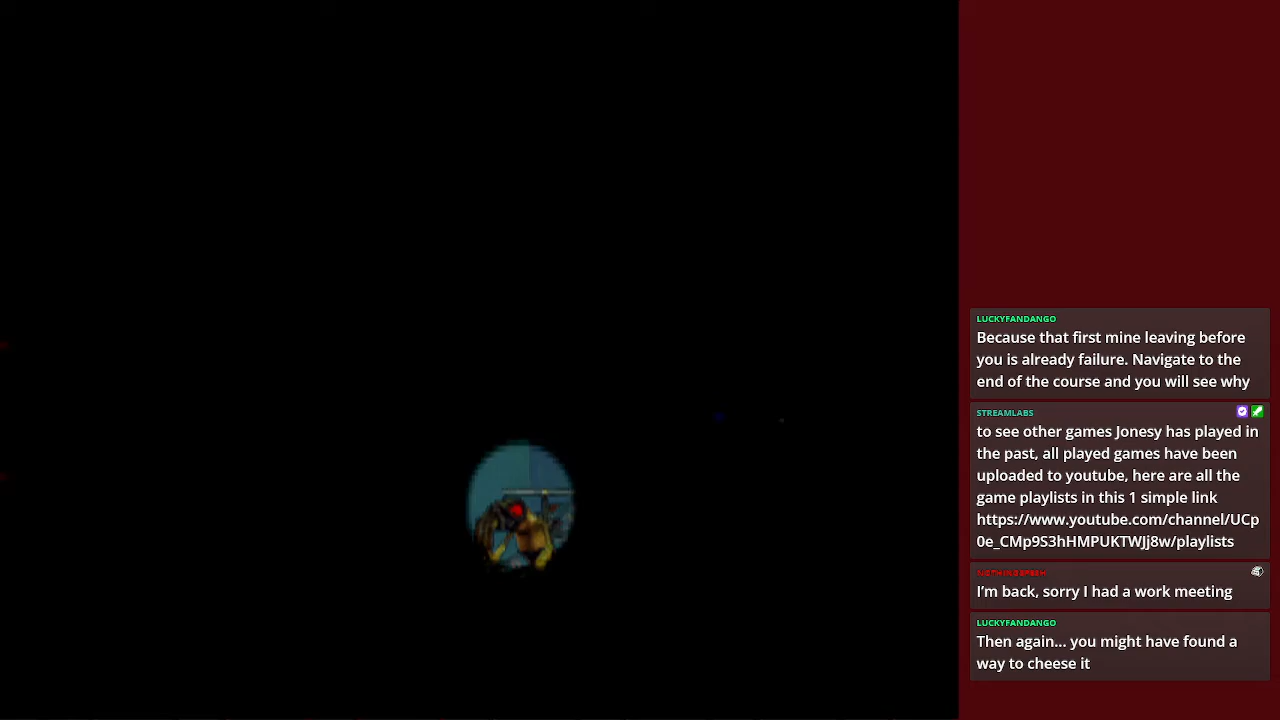 LUCKYFANDANGO
Because that first mine leaving before
you is already failure. Navigate to the
end of the course and you will see why
STREAMLABS
to see other games Jonesy has played in
the past, all played games have been
uploaded to youtube, here are all the
game playlists in this 1 simple link
https://www.youtube.com/channel/UCp
0e_CMp9S3hHMPUKTWJj8w/playlists
I’m back, sorry I had a work meeting
LUCKYFANDANGO
Then again... you might have found a
way to cheese it